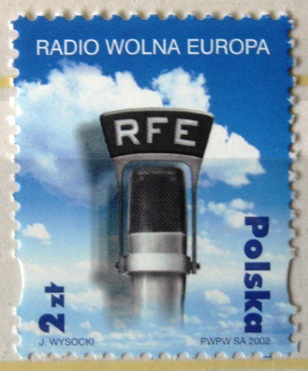 RADIO WOLNA EUROPA
RFE
Polska
2 zł
J. WYSOCKI
PWPW SA 2002